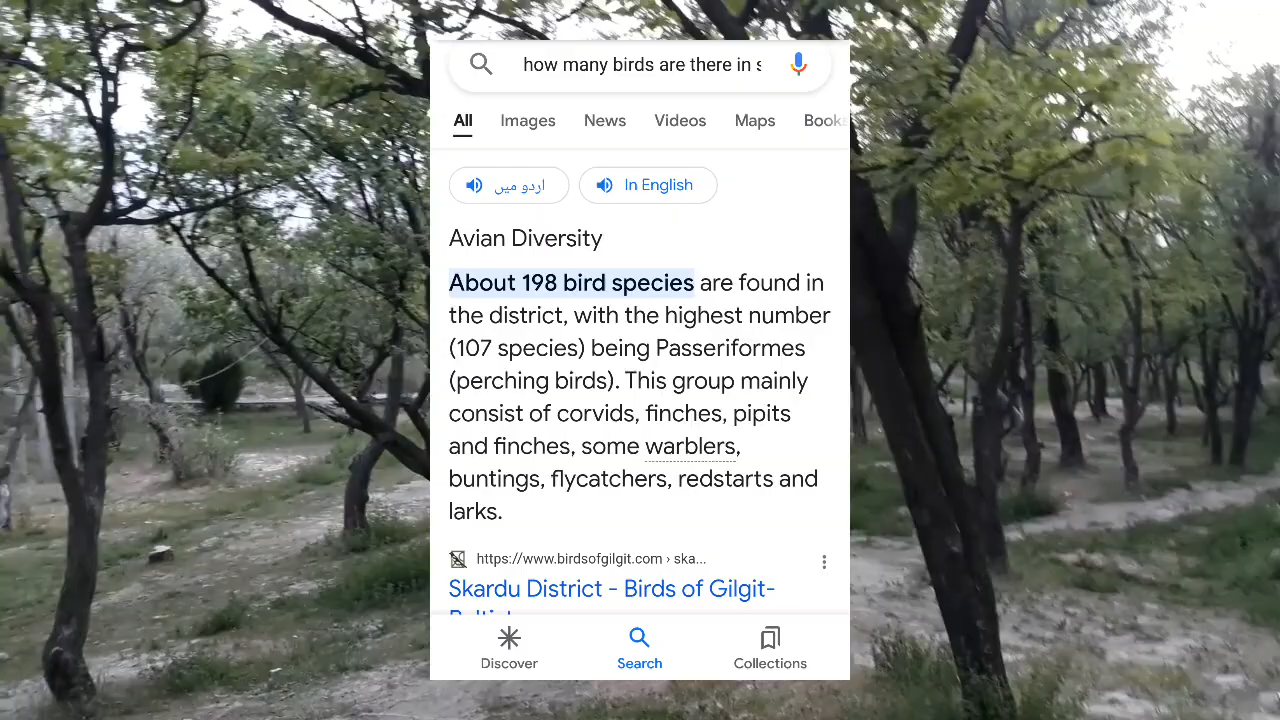 how many birds are there in s
All Images News Videos Maps Book
اردو میں In English
Avian Diversity
About 198 bird species are found in
the district, with the highest number
(107 species) being Passeriformes
(perching birds). This group mainly
consist of corvids, finches, pipits
and finches, some warblers,
buntings, flycatchers, redstarts and
larks.
https://www.birdsofgilgit.com › ska...
Skardu District - Birds of Gilgit-
Discover Search Collections